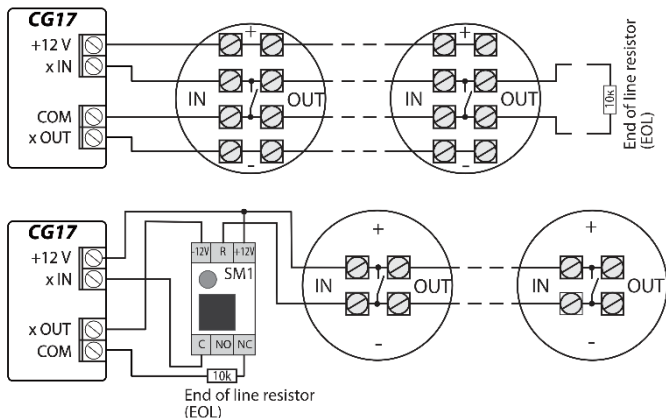 CG17
+12 V
x IN
COM
x OUT
+
IN
OUT
-
+
IN
OUT
-
10к
End of line resistor
(EOL)
CG17
+12 V
x IN
x OUT
COM
-12V R +12V
SM1
C NO NC
10k
End of line resistor
(EOL)
+
IN
OUT
-
+
IN
OUT
-